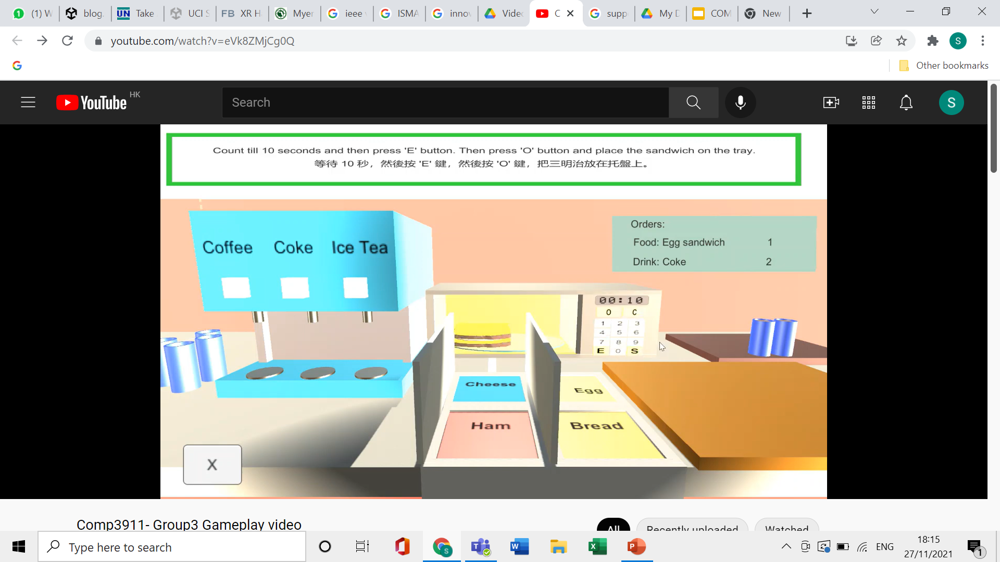 (1) W
blog.
UN Take
UCI S
FB XR H
Myer
ieee
ISMA
innov
Videc
C
supp
My D
COM
New
youtube.com/watch?v=eVk8ZMjCg0Q
S
Other bookmarks
YouTube HK
Search
S
Count till 10 seconds and then press 'E' button. Then press 'O' button and place the sandwich on the tray.
等待 10 秒，然後按 'E' 鍵，然後按 'O' 鍵，把三明治放在托盤上。
Orders:
Food: Egg sandwich 1
Drink: Coke 2
Coffee Coke Ice Tea
00:10
O C
1 2 3
4 5 6
7 8 9
E 0 S
Cheese
Egg
Ham
Bread
X
Comp3911- Group3 Gameplay video
All
Recently uploaded
Watched
Type here to search
ENG
18:15
27/11/2021
1